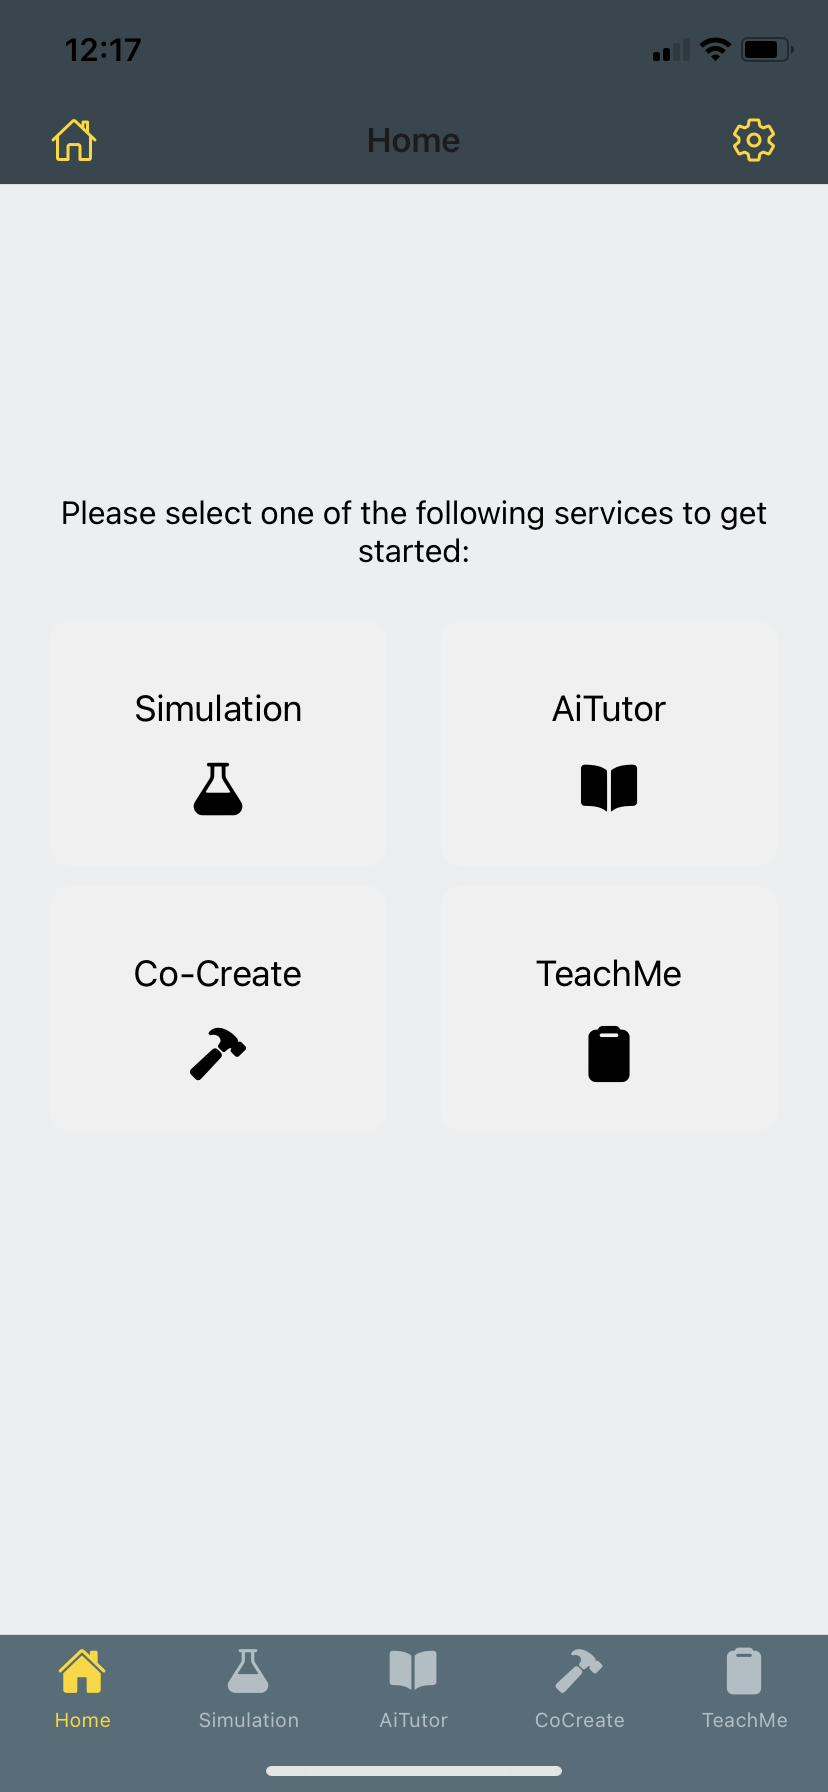 12:17
Home
Please select one of the following services to get
started:
Simulation
AiTutor
Co-Create
TeachMe
Home
Simulation
AiTutor
CoCreate
TeachMe